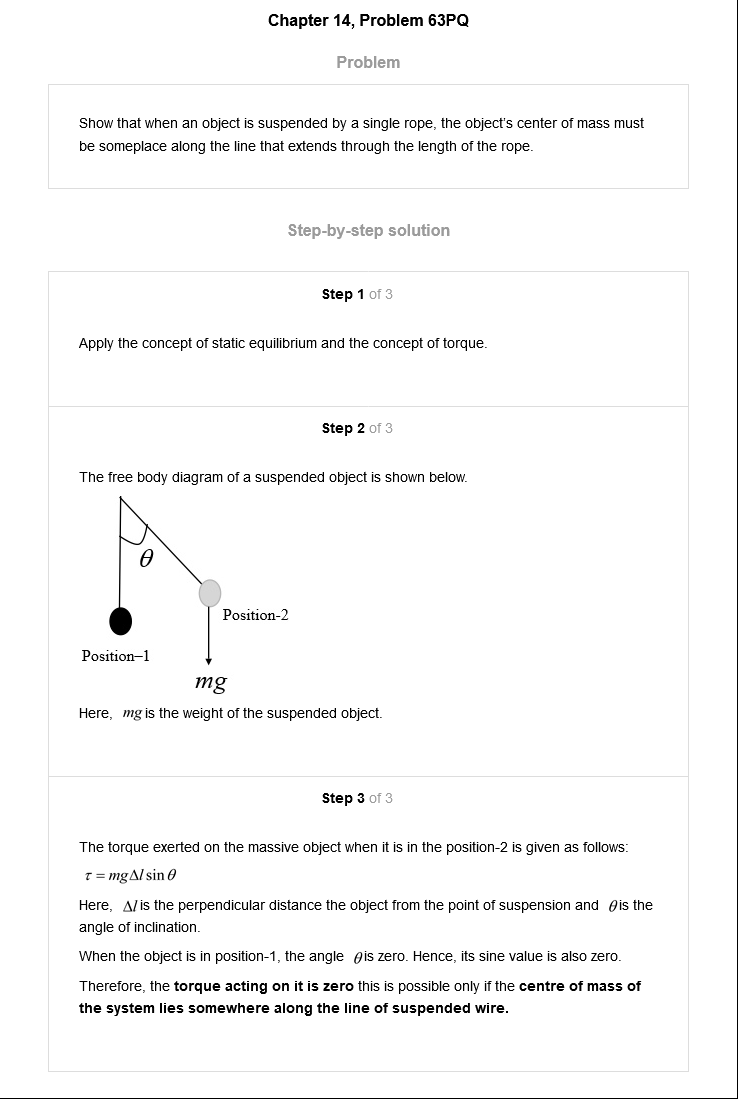 Chapter 14, Problem 63PQ
Problem
Show that when an object is suspended by a single rope, the object's center of mass must
be someplace along the line that extends through the length of the rope.
Step-by-step solution
Step 1 of 3
Apply the concept of static equilibrium and the concept of torque.
Step 2 of 3
The free body diagram of a suspended object is shown below.
θ
Position-2
Position–1
mg
Here, mg is the weight of the suspended object.
Step 3 of 3
The torque exerted on the massive object when it is in the position-2 is given as follows:
τ = mgΔl sin θ
Here, Δl is the perpendicular distance the object from the point of suspension and θ is the
angle of inclination.
When the object is in position-1, the angle θ is zero. Hence, its sine value is also zero.
Therefore, the torque acting on it is zero this is possible only if the centre of mass of
the system lies somewhere along the line of suspended wire.